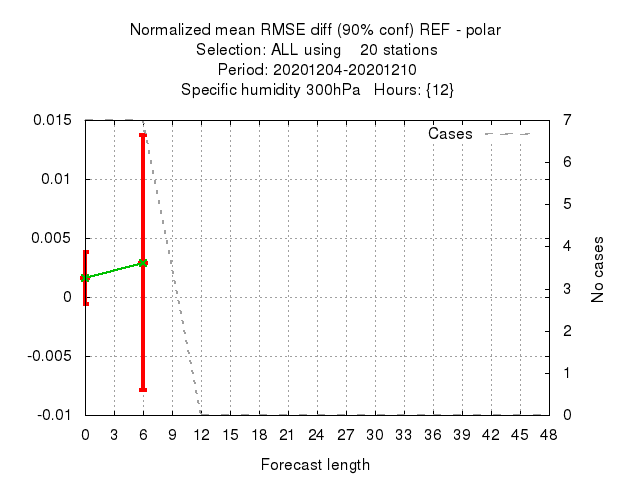 Normalized mean RMSE diff (90% conf) REF - polar
Selection: ALL using    20 stations
Period: 20201204-20201210
Specific humidity 300hPa   Hours: {12}
0.015
0.01
0.005
0
-0.005
-0.01
Cases
7
6
5
4
3
2
1
0
No cases
0 3 6 9 12 15 18 21 24 27 30 33 36 39 42 45 48
Forecast length